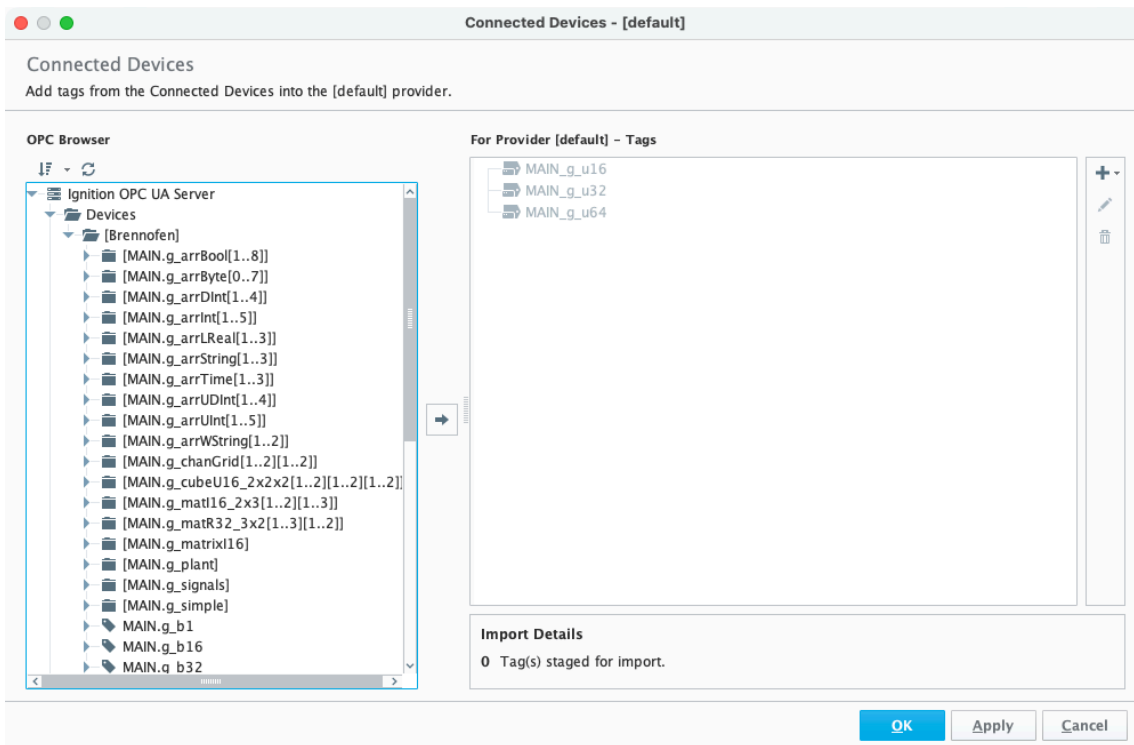 Connected Devices - [default]
Connected Devices
Add tags from the Connected Devices into the [default] provider.
OPC Browser
Ignition OPC UA Server
Devices
[Brennofen]
[MAIN.g_arrBool[1..8]]
[MAIN.g_arrByte[0..7]]
[MAIN.g_arrDInt[1..4]]
[MAIN.g_arrInt[1..5]]
[MAIN.g_arrLReal[1..3]]
[MAIN.g_arrString[1..3]]
[MAIN.g_arrTime[1..3]]
[MAIN.g_arrUDInt[1..4]]
[MAIN.g_arrUInt[1..5]]
[MAIN.g_arrWString[1..2]]
[MAIN.g_chanGrid[1..2][1..2]]
[MAIN.g_cubeU16_2x2x2[1..2][1..2][1..2]]
[MAIN.g_matI16_2x3[1..2][1..3]]
[MAIN.g_matR32_3x2[1..3][1..2]]
[MAIN.g_matrixI16]
[MAIN.g_plant]
[MAIN.g_signals]
[MAIN.g_simple]
MAIN.g_b1
MAIN.g_b16
MAIN.g_b32
For Provider [default] – Tags
MAIN_g_u16
MAIN_g_u32
MAIN_g_u64
Import Details
0 Tag(s) staged for import.
OK
Apply
Cancel